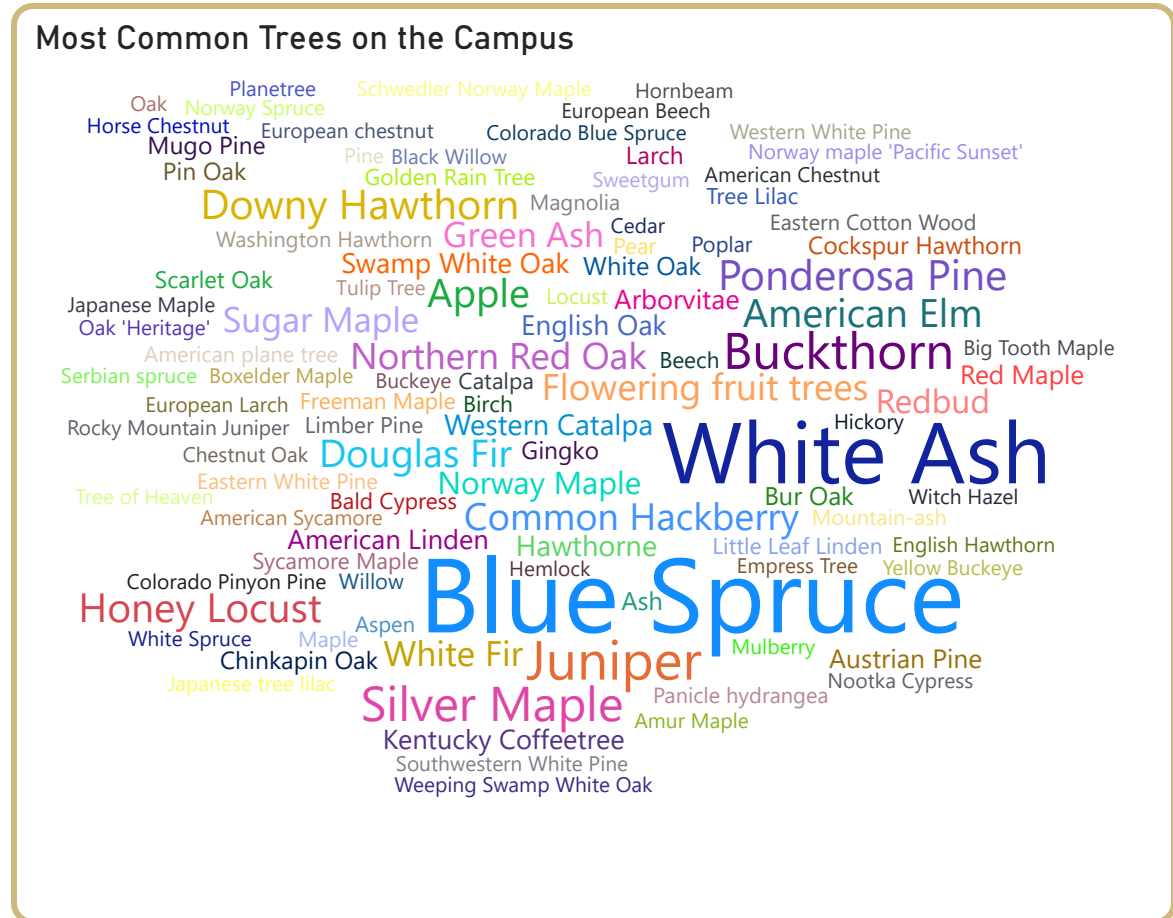 Most Common Trees on the Campus
Planetree Schwedler Norway Maple Hornbeam
Oak Norway Spruce European Beech
Horse Chestnut European chestnut Colorado Blue Spruce Western White Pine
Mugo Pine Pine Black Willow Larch Norway maple 'Pacific Sunset'
Pin Oak Golden Rain Tree Sweetgum American Chestnut
Downy Hawthorn Magnolia Tree Lilac
Washington Hawthorn Green Ash Cedar Eastern Cotton Wood
Pear Poplar Cockspur Hawthorn
Swamp White Oak White Oak Ponderosa Pine
Scarlet Oak Tulip Tree Apple Locust Arborvitae
Japanese Maple Sugar Maple English Oak American Elm
Oak 'Heritage'
American plane tree Northern Red Oak Beech Buckthorn Big Tooth Maple
Serbian spruce Boxelder Maple Buckeye Catalpa Flowering fruit trees Red Maple
European Larch Freeman Maple Birch Redbud
Rocky Mountain Juniper Limber Pine Western Catalpa Hickory
Chestnut Oak Douglas Fir Gingko White Ash
Eastern White Pine Norway Maple
Tree of Heaven Bald Cypress Bur Oak Witch Hazel
American Sycamore Common Hackberry Mountain-ash
American Linden Hawthorne Little Leaf Linden English Hawthorn
Sycamore Maple Hemlock Empress Tree Yellow Buckeye
Colorado Pinyon Pine Willow Blue Spruce
Honey Locust Ash
Aspen
White Spruce Maple Mulberry
Chinkapin Oak White Fir Juniper Austrian Pine
Japanese tree lilac Nootka Cypress
Silver Maple Panicle hydrangea
Amur Maple
Kentucky Coffeetree
Southwestern White Pine
Weeping Swamp White Oak